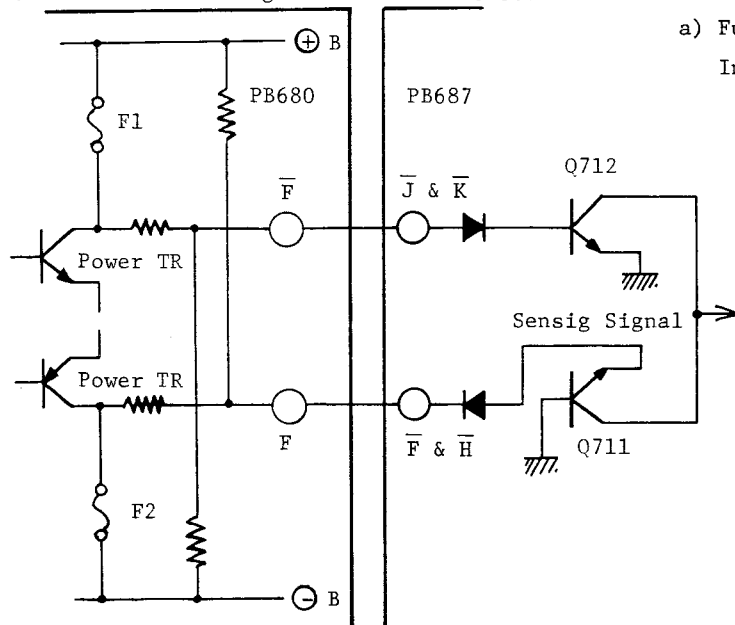 ⊕ B
a) Fu
In
F1
PB680
PB687
F̅
J̅ & K̅
Q712
Power TR
Sensig Signal
Power TR
F
F̅ & H̅
Q711
F2
⊖ B